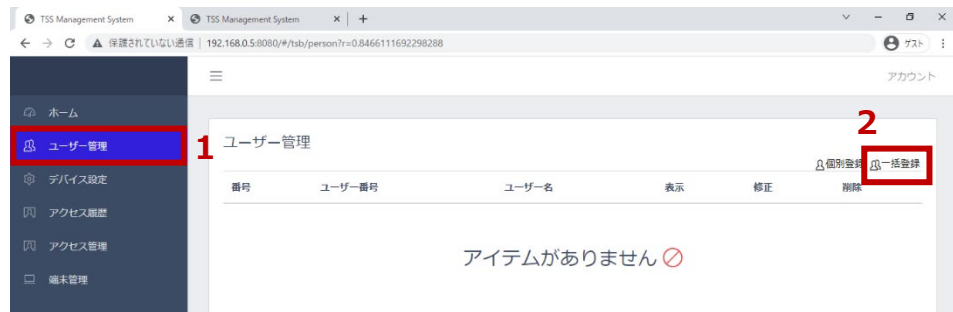 TSS Management System
TSS Management System
保護されていない通信 | 192.168.0.5:8080/#/tsb/person?r=0.8466111692298288
ゲスト
アカウント
ホーム
ユーザー管理
デバイス設定
アクセス履歴
アクセス管理
端末管理
1
ユーザー管理
2
個別登録
一括登録
番号 ユーザー番号 ユーザー名 表示 修正 削除
アイテムがありません